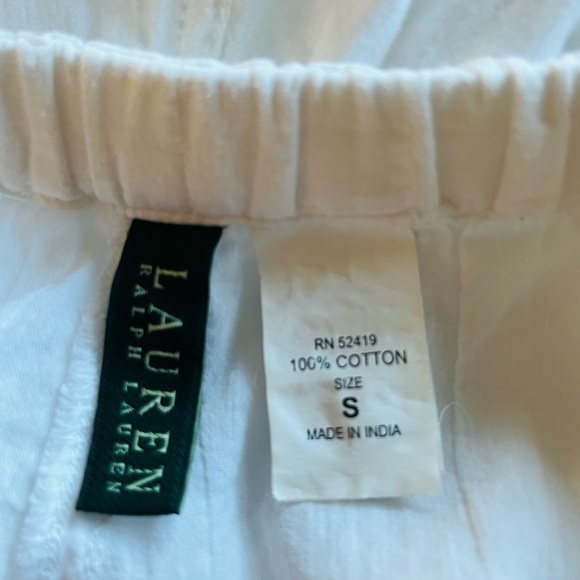 LAUREN
RALPH LAUREN
RN 52419
100% COTTON
SIZE
S
MADE IN INDIA